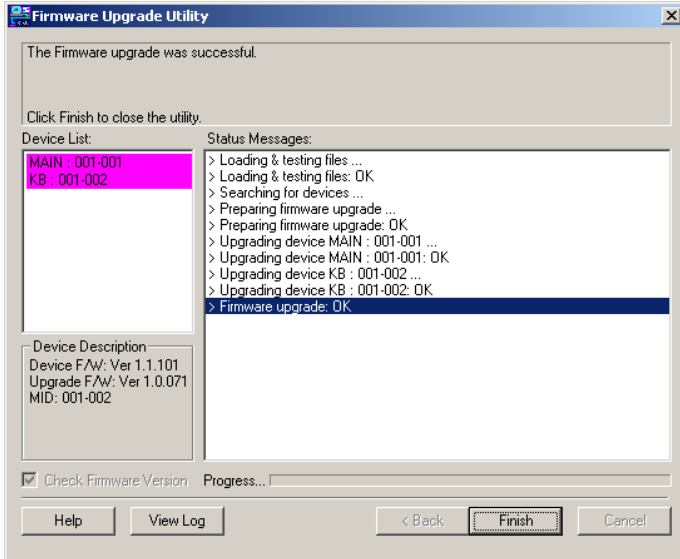 Firmware Upgrade Utility
The Firmware upgrade was successful.
Click Finish to close the utility.
Device List:
MAIN : 001-001
KB : 001-002
Status Messages:
> Loading & testing files ...
> Loading & testing files: OK
> Searching for devices ...
> Preparing firmware upgrade ...
> Preparing firmware upgrade: OK
> Upgrading device MAIN : 001-001 ...
> Upgrading device MAIN : 001-001: OK
> Upgrading device KB : 001-002 ...
> Upgrading device KB : 001-002: OK
> Firmware upgrade: OK
Device Description
Device F/W: Ver 1.1.101
Upgrade F/W: Ver 1.0.071
MID: 001-002
Check Firmware Version
Progress...
Help
View Log
< Back
Finish
Cancel